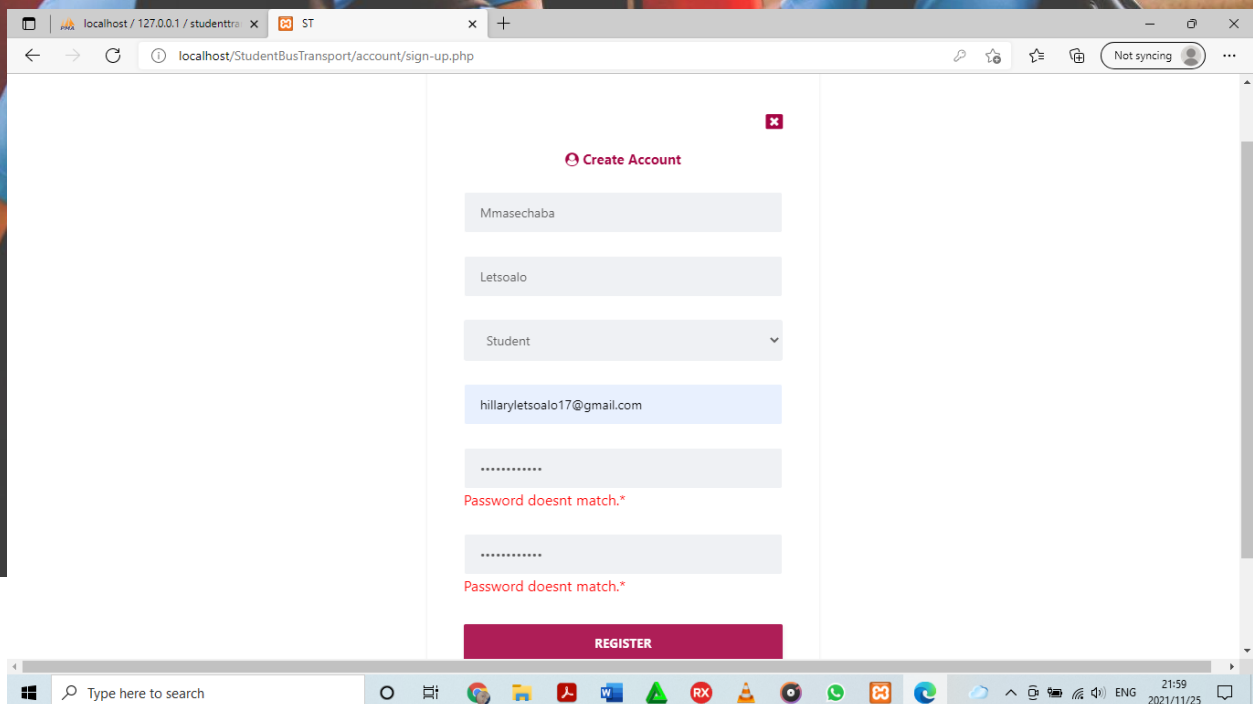 localhost / 127.0.0.1 / studenttra
ST
localhost/StudentBusTransport/account/sign-up.php
Not syncing
Create Account
Mmasechaba
Letsoalo
Student
hillaryletsoalo17@gmail.com
••••••••••••
Password doesnt match.*
••••••••••••
Password doesnt match.*
REGISTER
Type here to search
ENG
21:59
2021/11/25